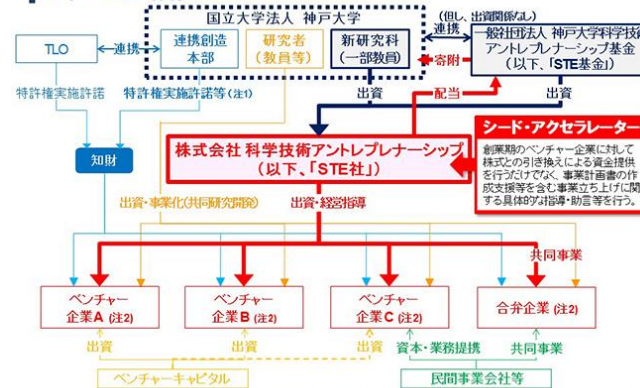 国立大学法人 神戸大学
(但し、出資関係なし)
TLO
連携
連携創造
本部
研究者
(教員等)
新研究科
(一部教員)
連携
寄附
一般社団法人 神戸大学科学技術
アントレプレナーシップ基金
(以下、「STE基金」)
特許権実施許諾
特許権実施許諾等(注1)
出資
配当
出資
知財
株式会社 科学技術アントレプレナーシップ
(以下、「STE社」)
シード・アクセラレーター
創業期のベンチャー企業に対して
株式との引き換えによる資金提供
を行うだけでなく、事業計画書の作
成支援等を含む事業立ち上げに関
する具体的な指導・助言等を行う。
出資・事業化(共同研究開発)
出資・経営指導
共同事業
ベンチャー
企業A (注2)
ベンチャー
企業B (注2)
ベンチャー
企業C (注2)
合弁企業 (注2)
出資
出資
出資
資本・業務提携
共同事業
ベンチャーキャピタル
民間事業会社等